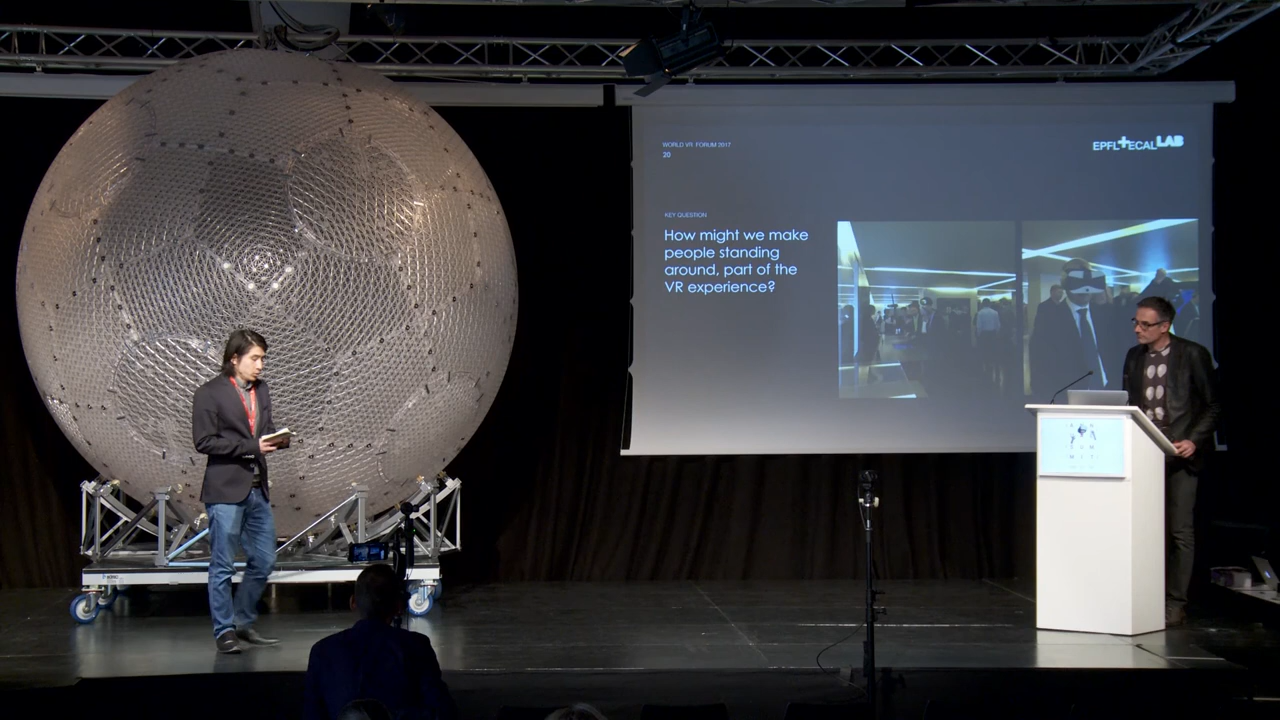 WORLD VR FORUM 2017
20
EPFL+ECAL LAB
KEY QUESTION
How might we make
people standing
around, part of the
VR experience?